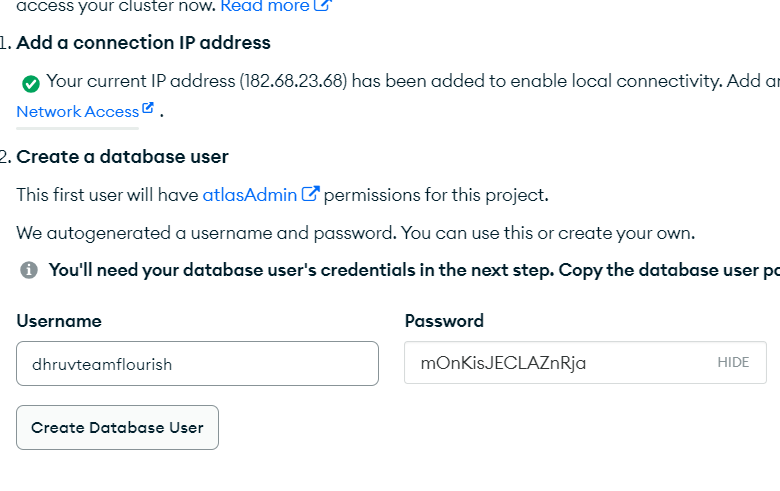 access your cluster now. Read more
1. Add a connection IP address
Your current IP address (182.68.23.68) has been added to enable local connectivity. Add
Network Access .
2. Create a database user
This first user will have atlasAdmin permissions for this project.
We autogenerated a username and password. You can use this or create your own.
You'll need your database user's credentials in the next step. Copy the database user
Username Password
dhruvteamflourish mOnKisJECLAZnRja HIDE
Create Database User